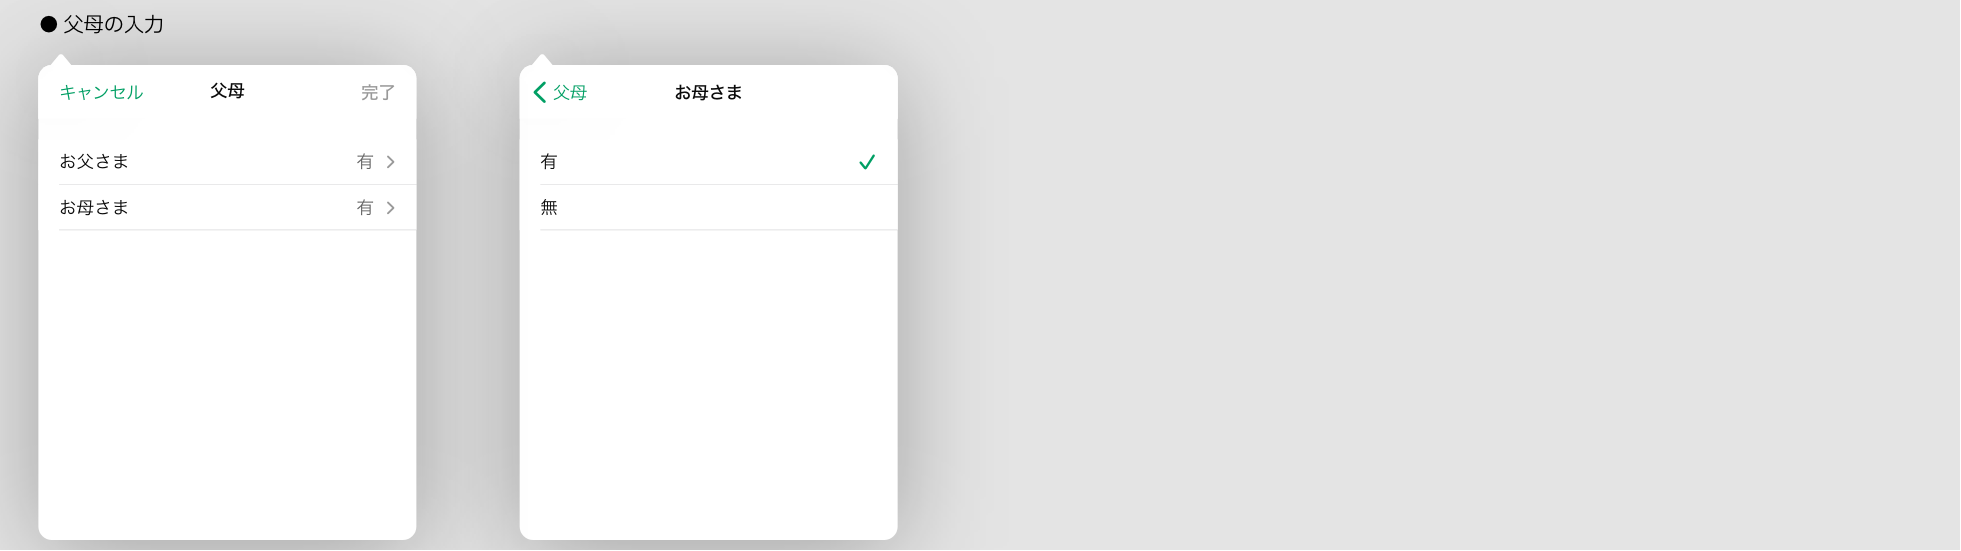 ● 父母の入力
キャンセル 父母 完了
お父さま 有
お母さま 有
父母 お母さま
有
無